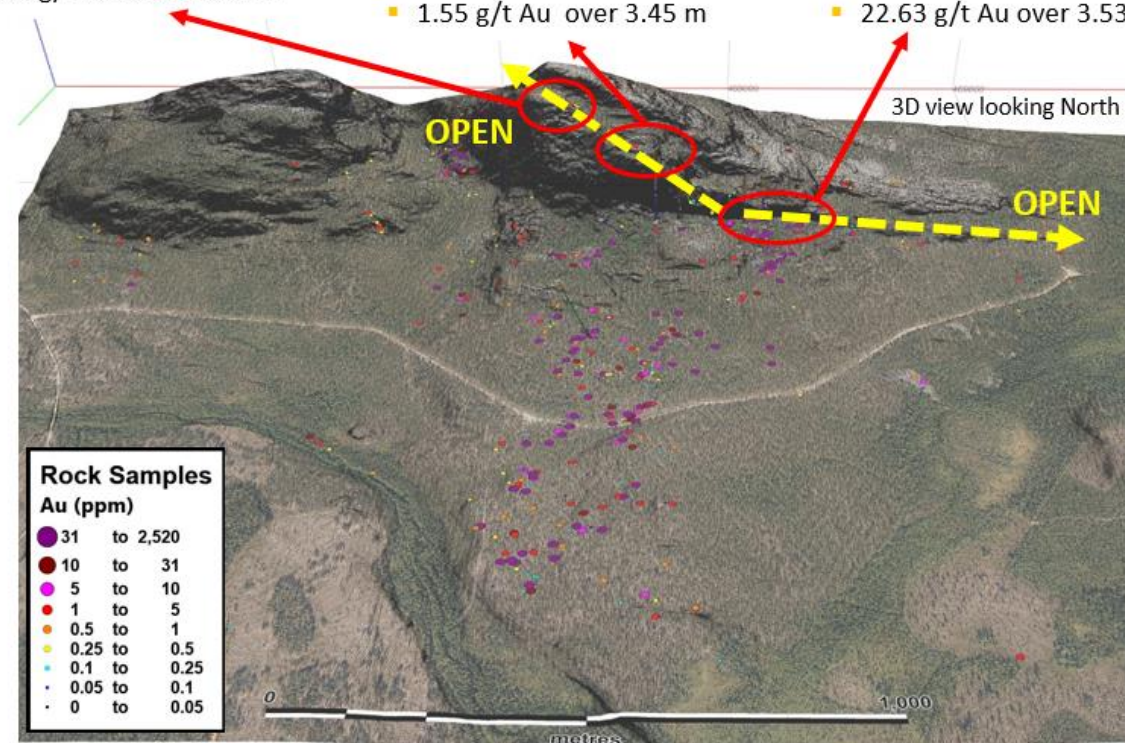 1.55 g/t Au over 3.45 m
22.63 g/t Au over 3.53
3D view looking North
OPEN
OPEN
Rock Samples
Au (ppm)
31 to 2,520
10 to 31
5 to 10
1 to 5
0.5 to 1
0.25 to 0.5
0.1 to 0.25
0.05 to 0.1
0 to 0.05
0 1,000
metres